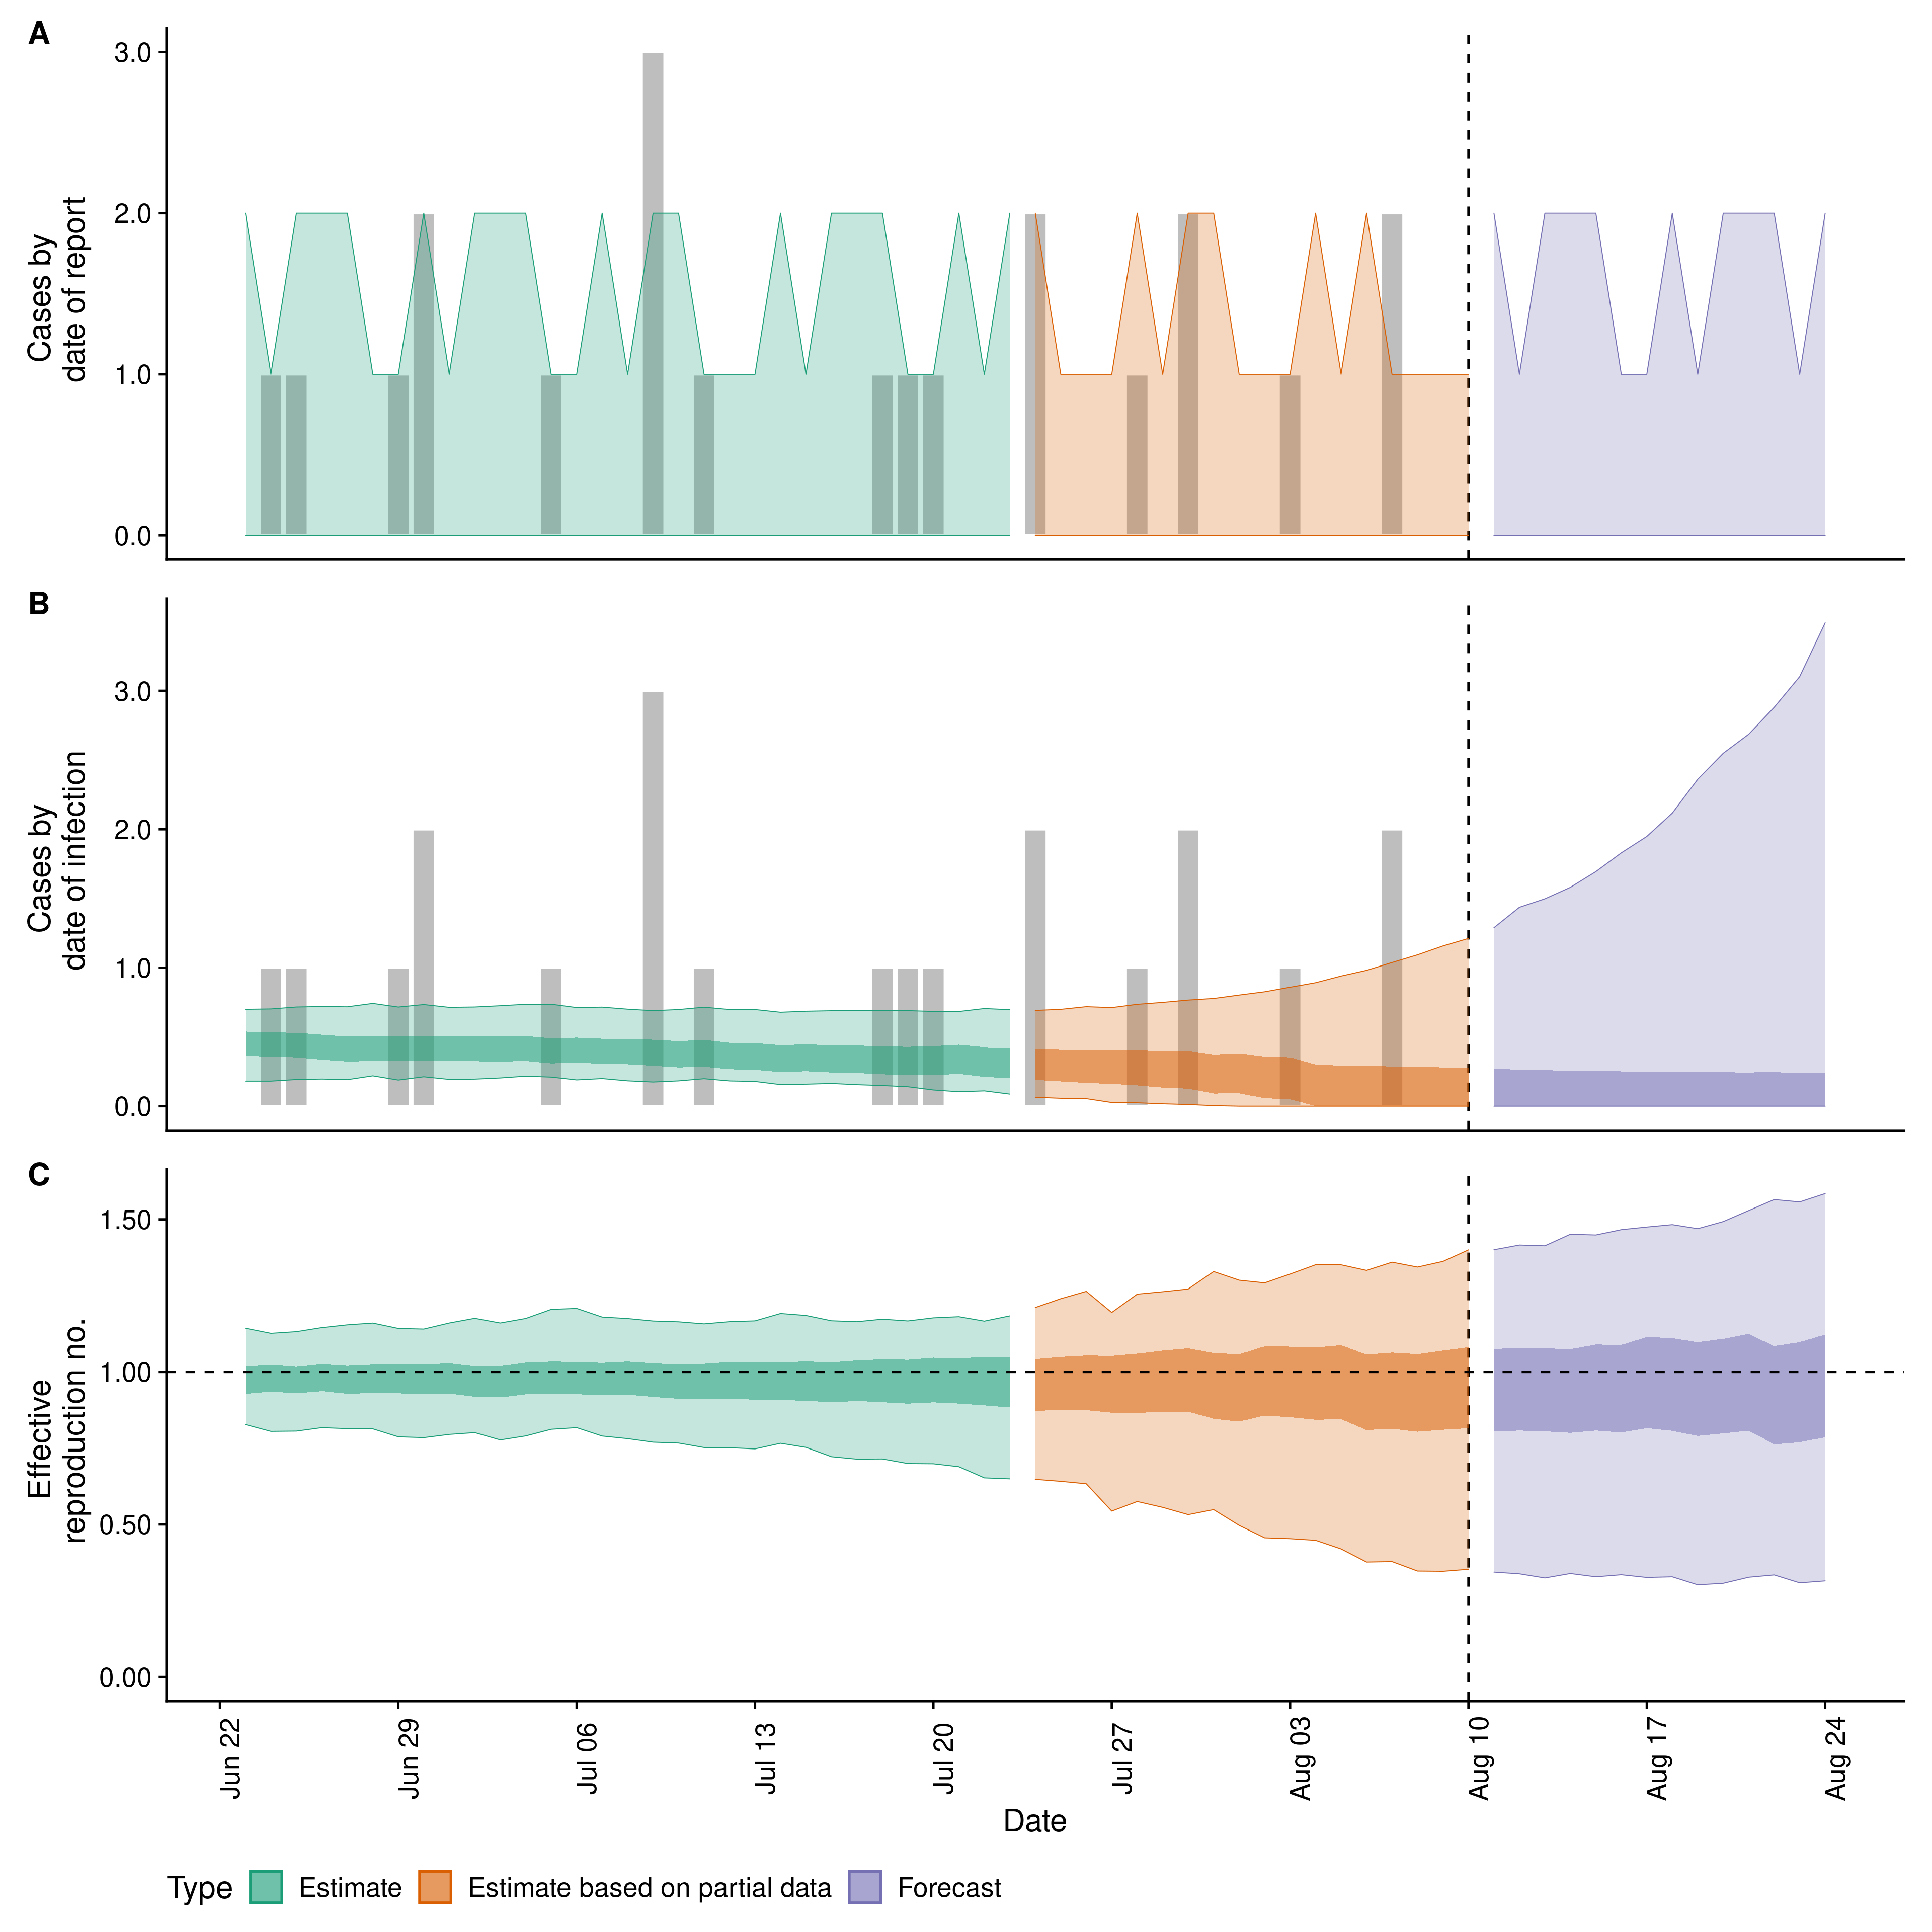 A
3.0
2.0
1.0
0.0
Cases by
date of report
B
3.0
2.0
1.0
0.0
Cases by
date of infection
C
1.50
1.00
0.50
0.00
Effective
reproduction no.
Jun 22
Jun 29
Jul 06
Jul 13
Jul 20
Jul 27
Aug 03
Aug 10
Aug 17
Aug 24
Date
Type Estimate Estimate based on partial data Forecast